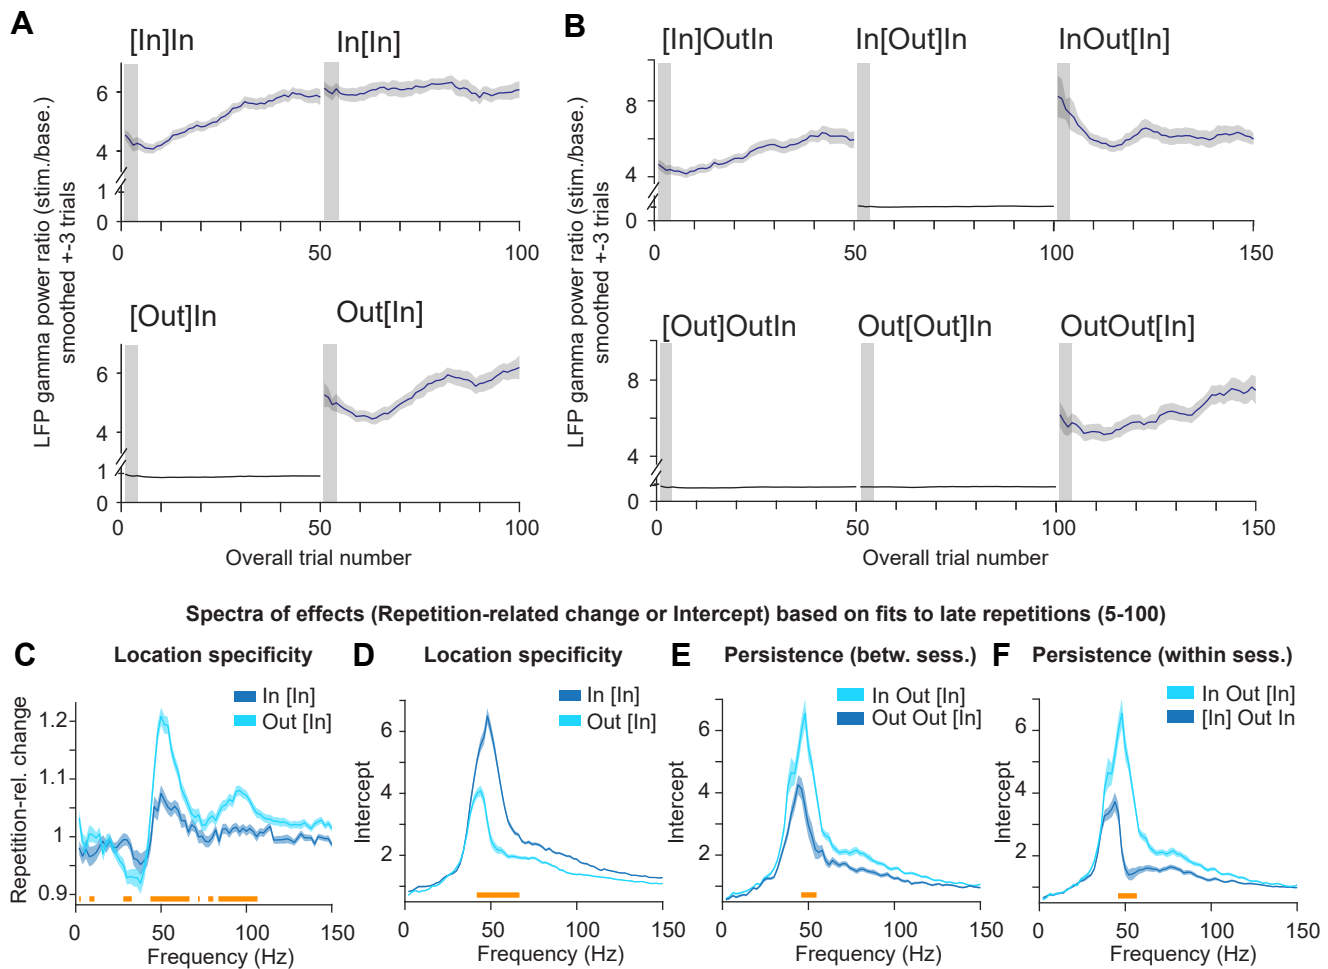 A
[In]In
In[In]
LFP gamma power ratio (stim./base.)
smoothed +-3 trials
6
4
1
0
0
50
100
[Out]In
Out[In]
6
4
1
0
0
50
100
Overall trial number
B
[In]OutIn
In[Out]In
InOut[In]
LFP gamma power ratio (stim./base.)
smoothed +-3 trials
8
4
1
0
0
50
100
150
[Out]OutIn
Out[Out]In
OutOut[In]
8
4
1
0
0
50
100
150
Overall trial number
Spectra of effects (Repetition-related change or Intercept) based on fits to late repetitions (5-100)
C
Location specificity
In [In]
Out [In]
Repetition-rel. change
1.2
1.1
1
0.9
0
50
100
150
Frequency (Hz)
D
Location specificity
In [In]
Out [In]
Intercept
6
4
2
0
50
100
150
Frequency (Hz)
E
Persistence (betw. sess.)
In Out [In]
Out Out [In]
Intercept
6
4
2
0
50
100
150
Frequency (Hz)
F
Persistence (within sess.)
In Out [In]
[In] Out In
Intercept
6
4
2
0
50
100
150
Frequency (Hz)